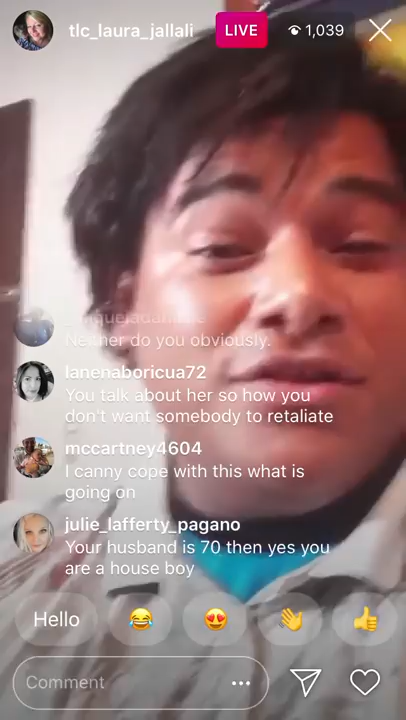 tlc_laura_jallali
LIVE
1,039
Neither do you obviously.
lanenaboricua72
You talk about her so how you
don't want somebody to retaliate
mccartney4604
I canny cope with this what is
going on
julie_lafferty_pagano
Your husband is 70 then yes you
are a house boy
Hello
Comment